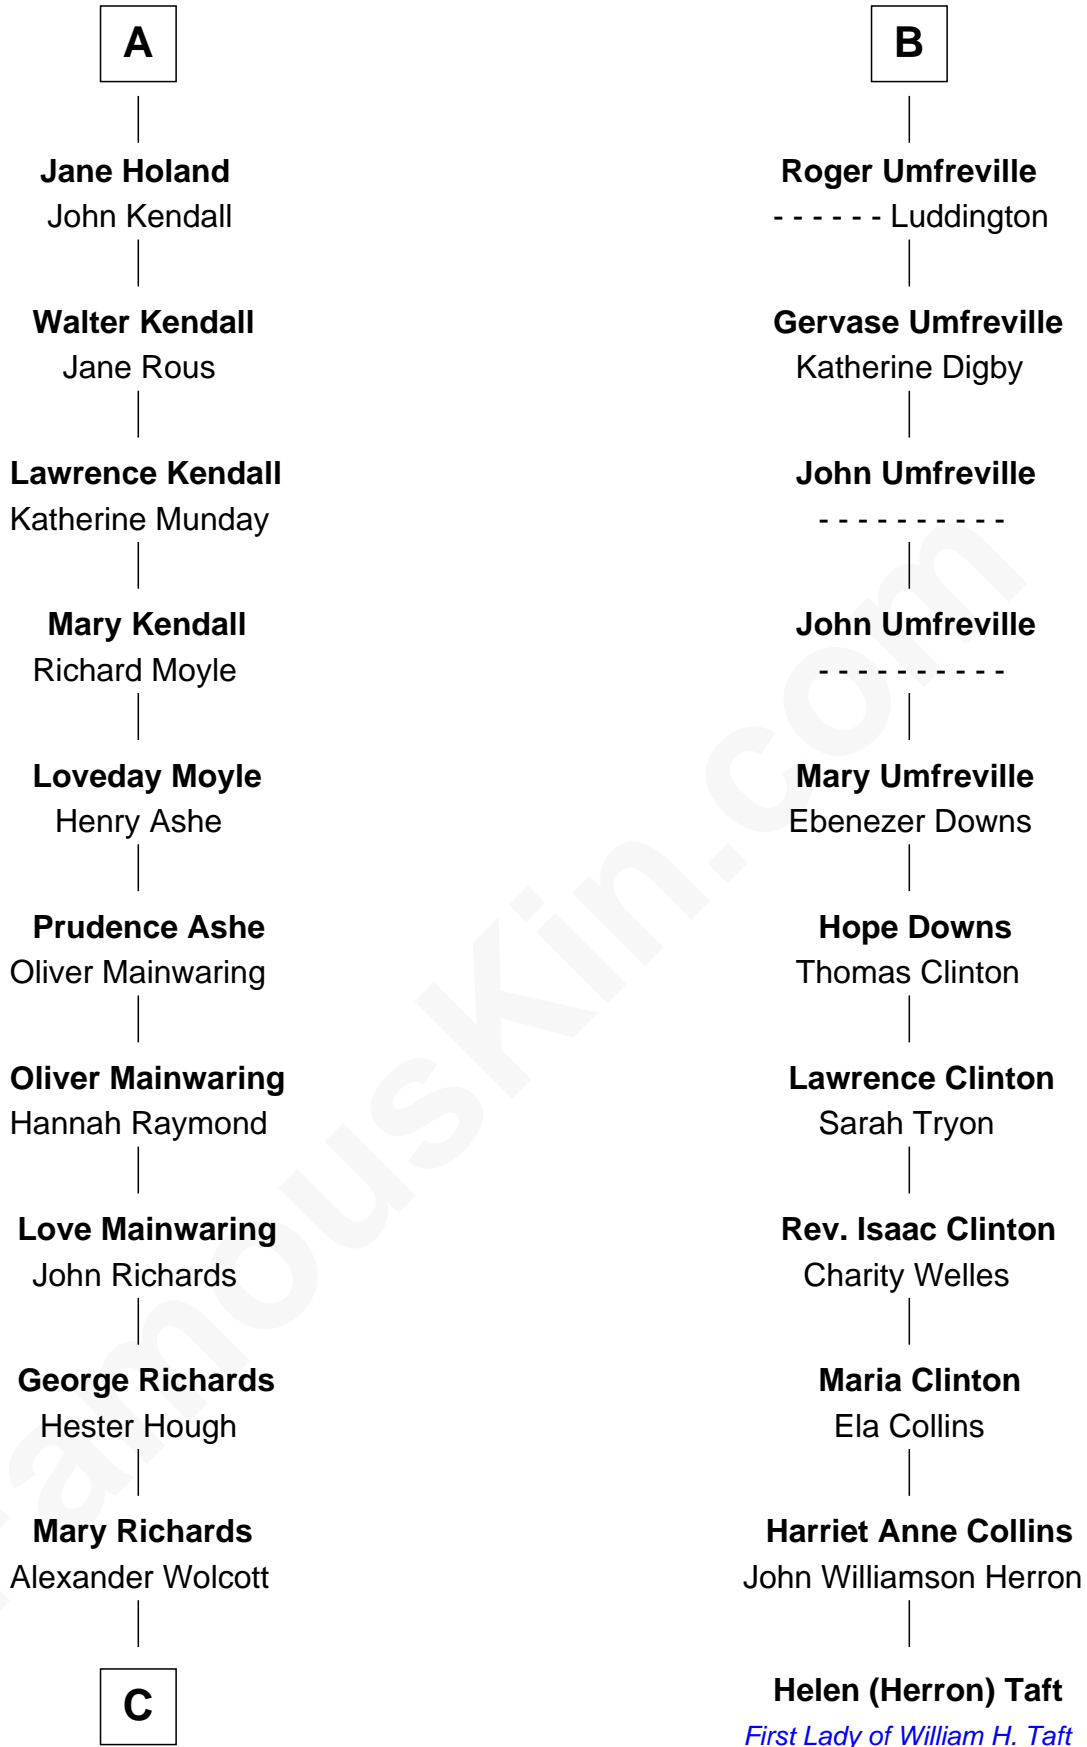 A
Jane Holand
John Kendall
Walter Kendall
Jane Rous
Lawrence Kendall
Katherine Munday
Mary Kendall
Richard Moyle
Loveday Moyle
Henry Ashe
Prudence Ashe
Oliver Mainwaring
Oliver Mainwaring
Hannah Raymond
Love Mainwaring
John Richards
George Richards
Hester Hough
Mary Richards
Alexander Wolcott
C
B
Roger Umfreville
- - - - - - Luddington
Gervase Umfreville
Katherine Digby
John Umfreville
- - - - - - - - - -
John Umfreville
- - - - - - - - - -
Mary Umfreville
Ebenezer Downs
Hope Downs
Thomas Clinton
Lawrence Clinton
Sarah Tryon
Rev. Isaac Clinton
Charity Welles
Maria Clinton
Ela Collins
Harriet Anne Collins
John Williamson Herron
Helen (Herron) Taft
First Lady of William H. Taft
FamousKin.com